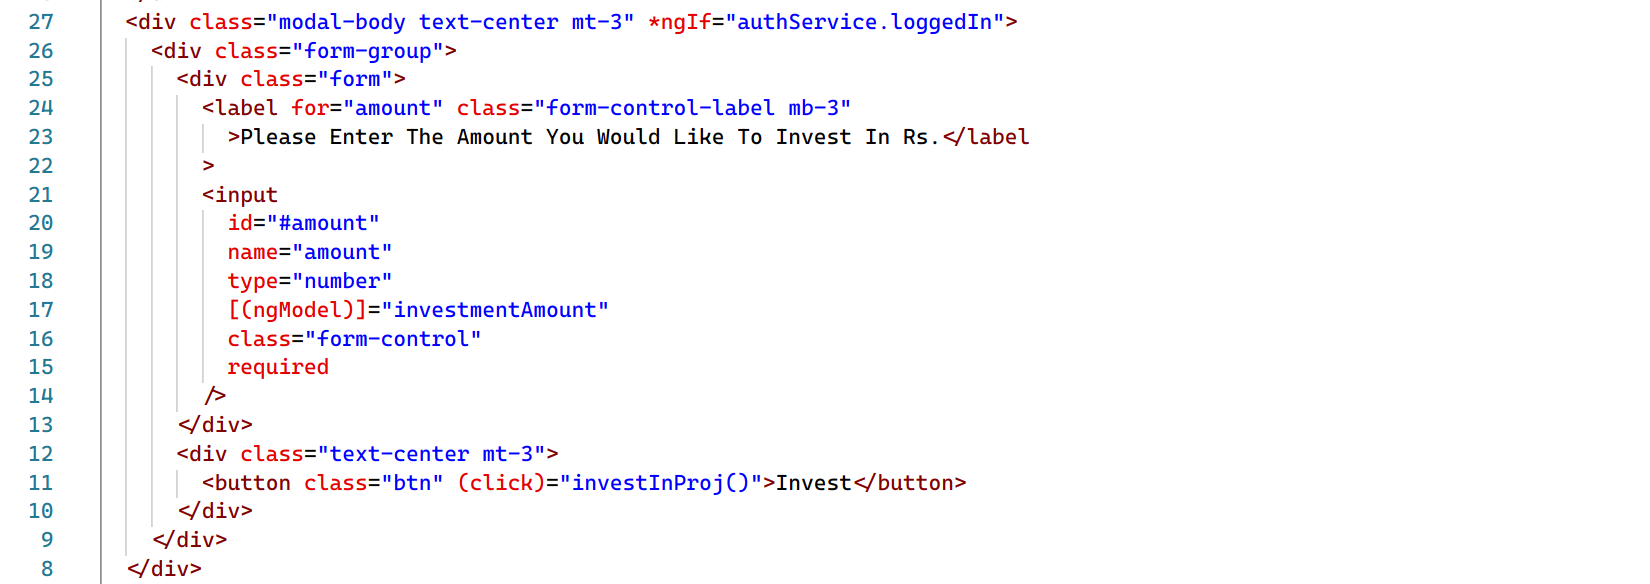 27 <div class="modal-body text-center mt-3" *ngIf="authService.loggedIn">
26 <div class="form-group">
25 <div class="form">
24 <label for="amount" class="form-control-label mb-3"
23 >Please Enter The Amount You Would Like To Invest In Rs.</label
22 >
21 <input
20 id="#amount"
19 name="amount"
18 type="number"
17 [(ngModel)]="investmentAmount"
16 class="form-control"
15 required
14 />
13 </div>
12 <div class="text-center mt-3">
11 <button class="btn" (click)="investInProj()">Invest</button>
10 </div>
9 </div>
8 </div>